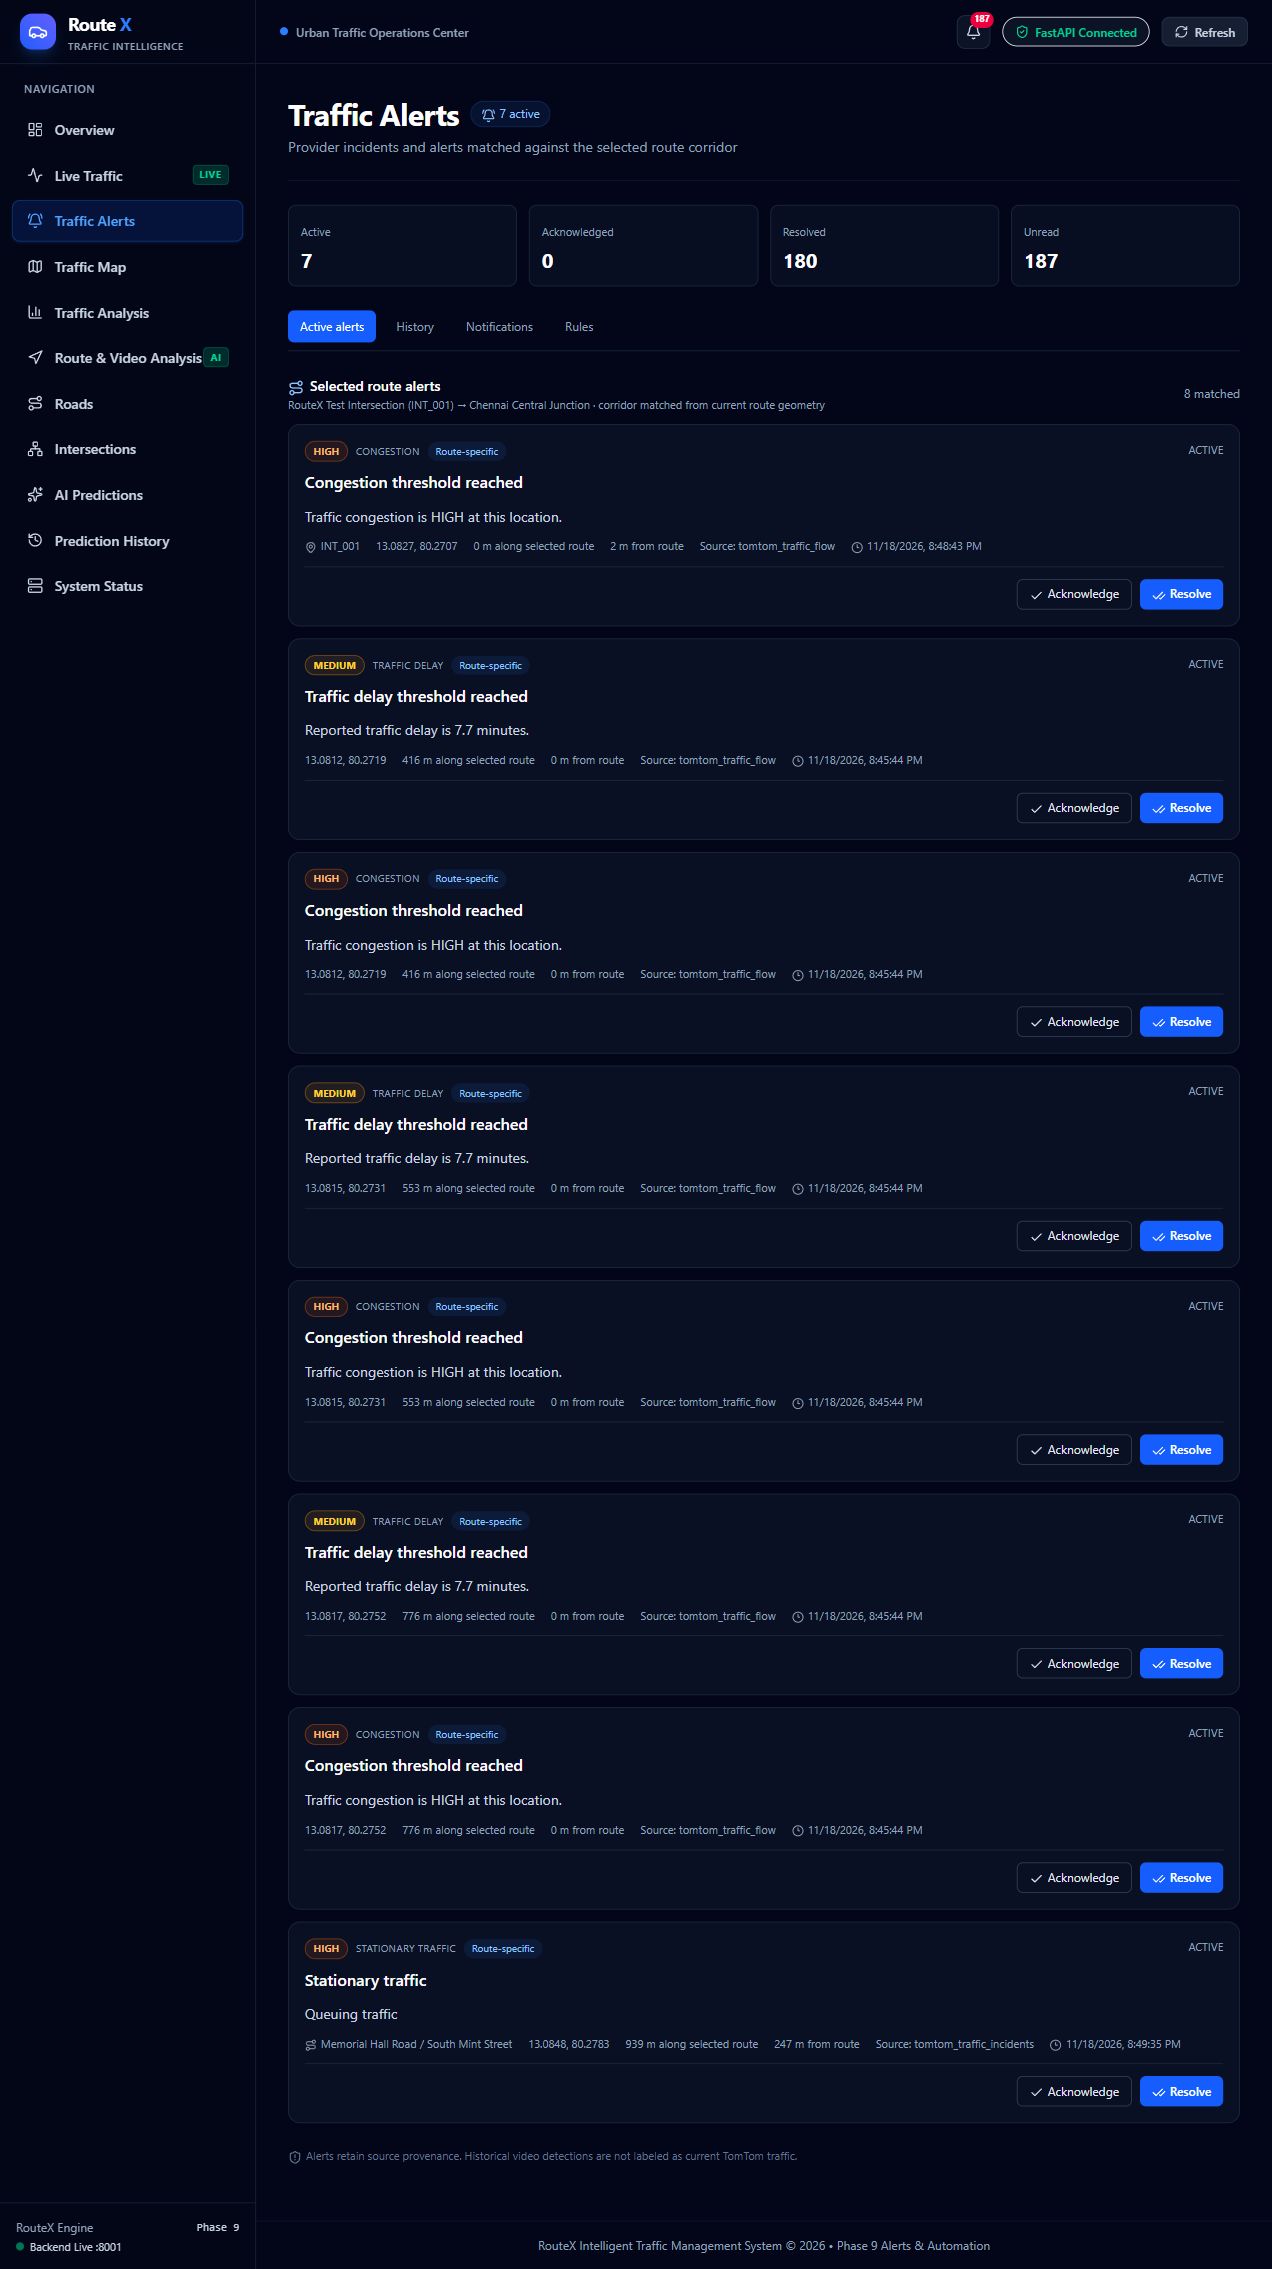 Route X
TRAFFIC INTELLIGENCE
NAVIGATION
Overview
Live Traffic LIVE
Traffic Alerts
Traffic Map
Traffic Analysis
Route & Video Analysis AI
Roads
Intersections
AI Predictions
Prediction History
System Status
RouteX Engine Phase 9
Backend Live :8001
Urban Traffic Operations Center
187
FastAPI Connected
Refresh
Traffic Alerts 7 active
Provider incidents and alerts matched against the selected route corridor
Active
7
Acknowledged
0
Resolved
180
Unread
187
Active alerts History Notifications Rules
Selected route alerts
RouteX Test Intersection (INT_001) → Chennai Central Junction · corridor matched from current route geometry
8 matched
HIGH CONGESTION Route-specific ACTIVE
Congestion threshold reached
Traffic congestion is HIGH at this location.
INT_001 13.0827, 80.2707 0 m along selected route 2 m from route Source: tomtom_traffic_flow 11/18/2026, 8:48:43 PM
Acknowledge Resolve
MEDIUM TRAFFIC DELAY Route-specific ACTIVE
Traffic delay threshold reached
Reported traffic delay is 7.7 minutes.
13.0812, 80.2719 416 m along selected route 0 m from route Source: tomtom_traffic_flow 11/18/2026, 8:45:44 PM
Acknowledge Resolve
HIGH CONGESTION Route-specific ACTIVE
Congestion threshold reached
Traffic congestion is HIGH at this location.
13.0812, 80.2719 416 m along selected route 0 m from route Source: tomtom_traffic_flow 11/18/2026, 8:45:44 PM
Acknowledge Resolve
MEDIUM TRAFFIC DELAY Route-specific ACTIVE
Traffic delay threshold reached
Reported traffic delay is 7.7 minutes.
13.0815, 80.2731 553 m along selected route 0 m from route Source: tomtom_traffic_flow 11/18/2026, 8:45:44 PM
Acknowledge Resolve
HIGH CONGESTION Route-specific ACTIVE
Congestion threshold reached
Traffic congestion is HIGH at this location.
13.0815, 80.2731 553 m along selected route 0 m from route Source: tomtom_traffic_flow 11/18/2026, 8:45:44 PM
Acknowledge Resolve
MEDIUM TRAFFIC DELAY Route-specific ACTIVE
Traffic delay threshold reached
Reported traffic delay is 7.7 minutes.
13.0817, 80.2752 776 m along selected route 0 m from route Source: tomtom_traffic_flow 11/18/2026, 8:45:44 PM
Acknowledge Resolve
HIGH CONGESTION Route-specific ACTIVE
Congestion threshold reached
Traffic congestion is HIGH at this location.
13.0817, 80.2752 776 m along selected route 0 m from route Source: tomtom_traffic_flow 11/18/2026, 8:45:44 PM
Acknowledge Resolve
HIGH STATIONARY TRAFFIC Route-specific ACTIVE
Stationary traffic
Queuing traffic
Memorial Hall Road / South Mint Street 13.0848, 80.2783 939 m along selected route 247 m from route Source: tomtom_traffic_incidents 11/18/2026, 8:49:35 PM
Acknowledge Resolve
Alerts retain source provenance. Historical video detections are not labeled as current TomTom traffic.
RouteX Intelligent Traffic Management System © 2026 • Phase 9 Alerts & Automation